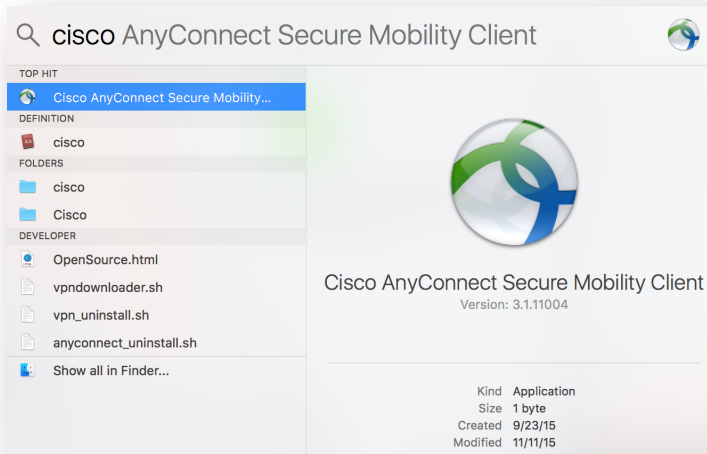 cisco AnyConnect Secure Mobility Client
TOP HIT
Cisco AnyConnect Secure Mobility...
DEFINITION
cisco
FOLDERS
cisco
Cisco
DEVELOPER
OpenSource.html
vpndownloader.sh
vpn_uninstall.sh
anyconnect_uninstall.sh
Show all in Finder...
Cisco AnyConnect Secure Mobility Client
Version: 3.1.11004
Kind Application
Size 1 byte
Created 9/23/15
Modified 11/11/15